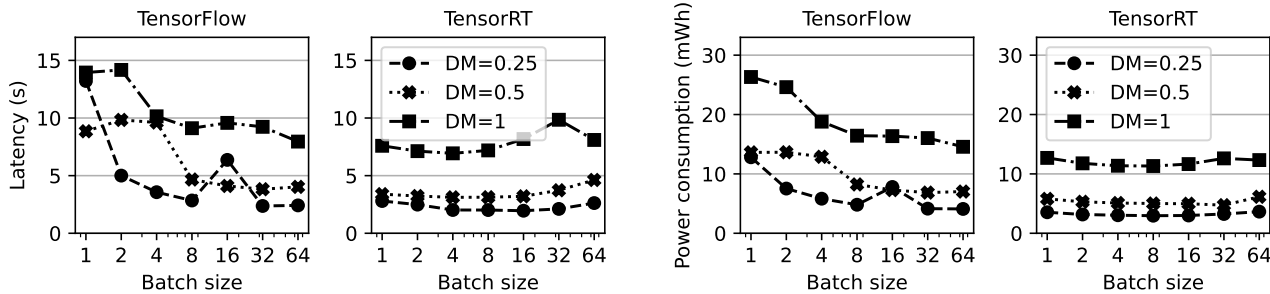 TensorFlow
Latency (s)
15
10
5
0
1 2 4 8 16 32 64
Batch size
TensorRT
DM=0.25
DM=0.5
DM=1
15
10
5
0
1 2 4 8 16 32 64
Batch size
TensorFlow
Power consumption (mWh)
30
20
10
0
1 2 4 8 16 32 64
Batch size
TensorRT
DM=0.25
DM=0.5
DM=1
30
20
10
0
1 2 4 8 16 32 64
Batch size